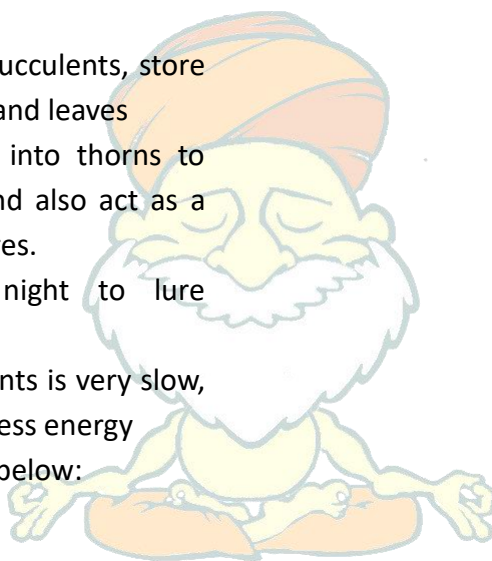 ucculents, store
and leaves
into thorns to
nd also act as a
es.
night to lure
nts is very slow,
ess energy
below: